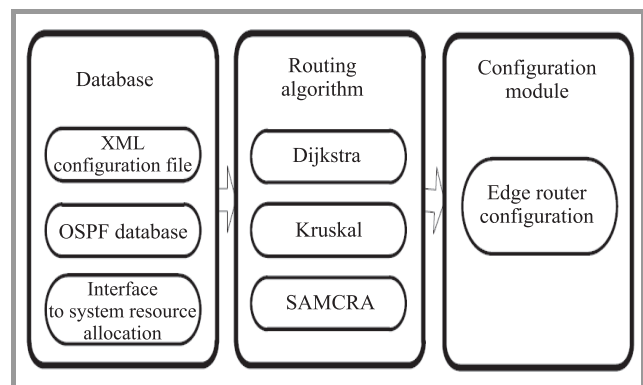 Database
XML
configuration file
OSPF database
Interface
to system resource
allocation
Routing
algorithm
Dijkstra
Kruskal
SAMCRA
Configuration
module
Edge router
configuration